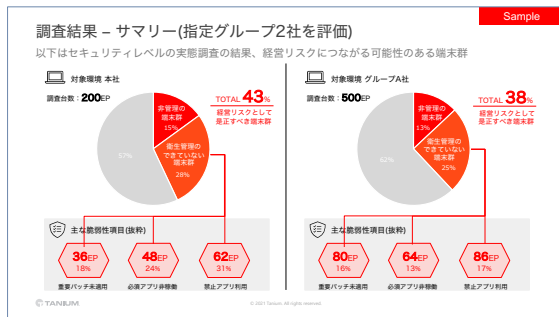 Sample
調査結果 – サマリー(指定グループ2社を評価)
以下はセキュリティレベルの実態調査の結果、経営リスクにつながる可能性のある端末群
対象環境 本社
調査台数：200EP
TOTAL 43%
経営リスクとして
是正すべき端末群
非管理の
端末群
15%
衛生管理の
できていない
端末群
28%
57%
主な脆弱性項目(抜粋)
36EP
18%
重要パッチ未適用
48EP
24%
必須アプリ非稼働
62EP
31%
禁止アプリ利用
対象環境 グループA社
調査台数：500EP
TOTAL 38%
経営リスクとして
是正すべき端末群
非管理の
端末群
13%
衛生管理の
できていない
端末群
25%
62%
主な脆弱性項目(抜粋)
80EP
16%
重要パッチ未適用
64EP
13%
必須アプリ非稼働
86EP
17%
禁止アプリ利用
TANIUM
© 2021 Tanium. All rights reserved.